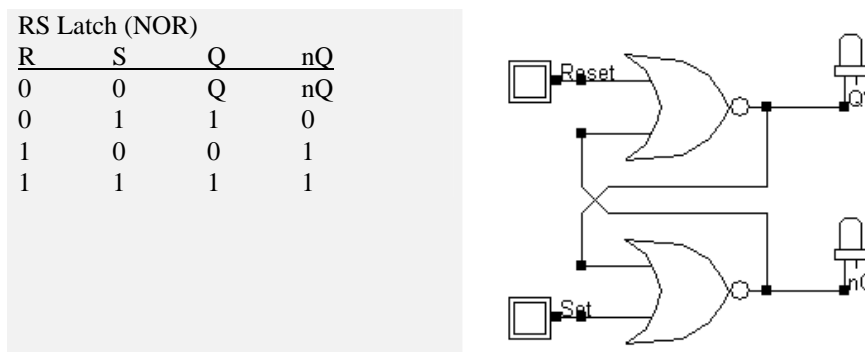 RS Latch (NOR)
R S Q nQ
0 0 Q nQ
0 1 1 0
1 0 0 1
1 1 1 1
Reset
Set